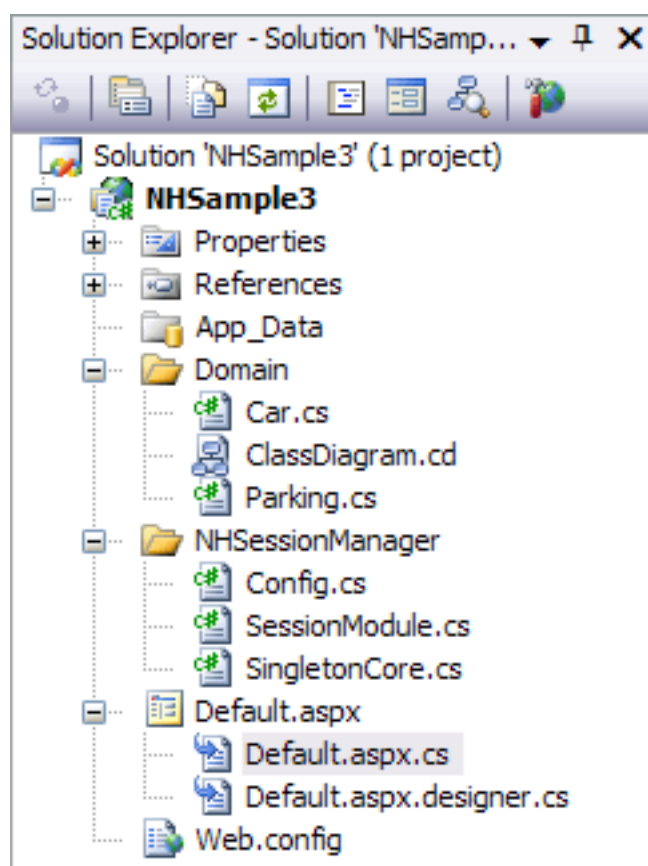 Solution Explorer - Solution 'NHSamp...
Solution 'NHSample3' (1 project)
NHSample3
Properties
References
App_Data
Domain
Car.cs
ClassDiagram.cd
Parking.cs
NHSessionManager
Config.cs
SessionModule.cs
SingletonCore.cs
Default.aspx
Default.aspx.cs
Default.aspx.designer.cs
Web.config